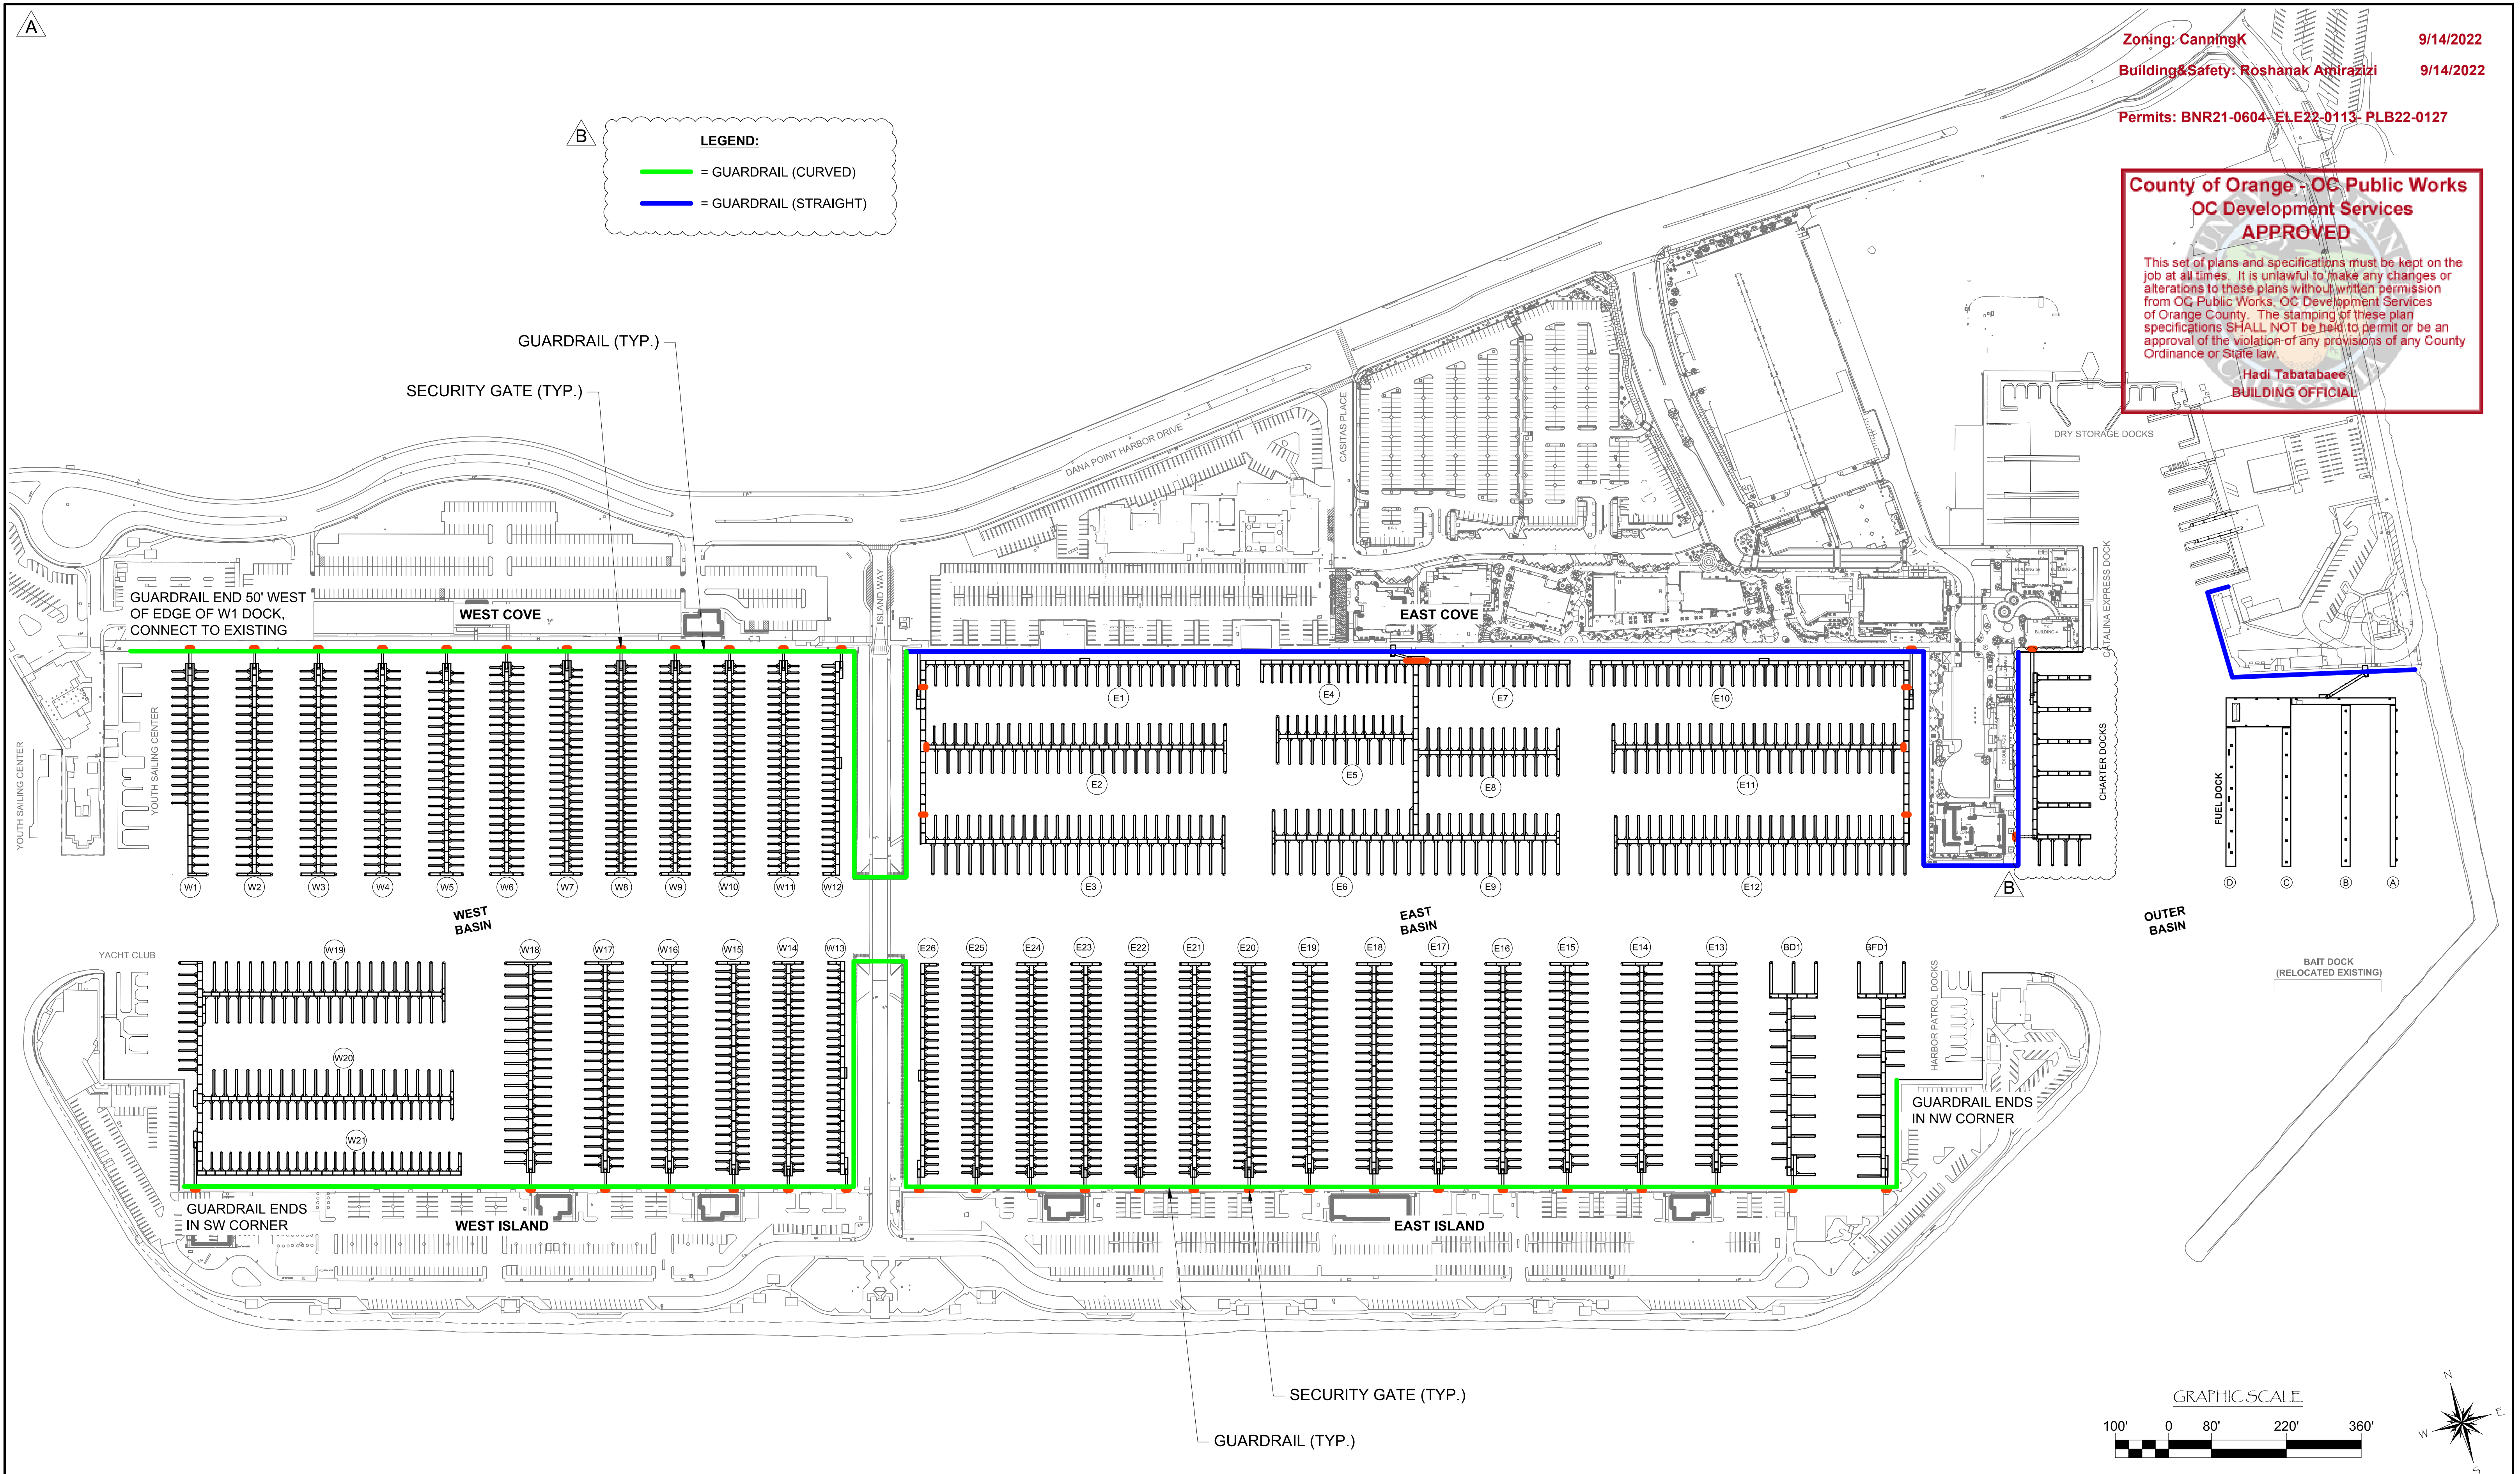 A
Zoning: CanningK 9/14/2022
Building&Safety: Roshanak Amirazizi 9/14/2022
Permits: BNR21-0604- ELE22-0113- PLB22-0127
County of Orange - OC Public Works
OC Development Services
APPROVED
This set of plans and specifications must be kept on the
job at all times. It is unlawful to make any changes or
alterations to these plans without written permission
from OC Public Works, OC Development Services
of Orange County. The stamping of these plan
specifications SHALL NOT be held to permit or be an
approval of the violation of any provisions of any County
Ordinance or State law.
Hadi Tabatabaee
BUILDING OFFICIAL
B
LEGEND:
= GUARDRAIL (CURVED)
= GUARDRAIL (STRAIGHT)
GUARDRAIL (TYP.)
SECURITY GATE (TYP.)
DANA POINT HARBOR DRIVE
CASITAS PLACE
DRY STORAGE DOCKS
ISLAND WAY
CATALINA EXPRESS DOCK
GUARDRAIL END 50' WEST
OF EDGE OF W1 DOCK,
CONNECT TO EXISTING
WEST COVE
EAST COVE
YOUTH SAILING CENTER
YOUTH SAILING CENTER
E1
E4
E7
E10
E2
E5
E8
E11
CHARTER DOCKS
FUEL DOCK
W1
W2
W3
W4
W5
W6
W7
W8
W9
W10
W11
W12
E3
E6
E9
E12
B
D
C
B
A
WEST
BASIN
EAST
BASIN
OUTER
BASIN
YACHT CLUB
W19
W18
W17
W16
W15
W14
W13
E26
E25
E24
E23
E22
E21
E20
E19
E18
E17
E16
E15
E14
E13
BD1
BFD1
HARBOR PATROL DOCKS
BAIT DOCK
(RELOCATED EXISTING)
W20
W21
GUARDRAIL ENDS
IN NW CORNER
GUARDRAIL ENDS
IN SW CORNER
WEST ISLAND
EAST ISLAND
SECURITY GATE (TYP.)
GUARDRAIL (TYP.)
GRAPHIC SCALE
100' 0 80' 220' 360'
N
E
W
S